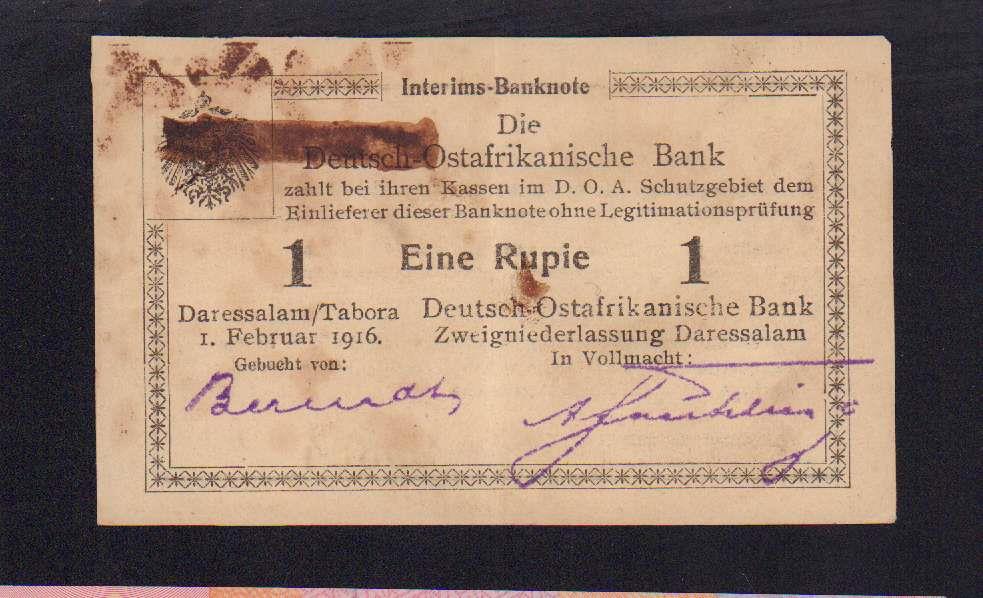 Interims-Banknote
Die
Deutsch-Ostafrikanische Bank
zahlt bei ihren Kassen im D. O. A. Schutzgebiet dem
Einlieferer dieser Banknote ohne Legitimationsprüfung
1 Eine Rupie 1
Daressalam/Tabora
1. Februar 1916.
Gebucht von:
Berendt
Deutsch-Ostafrikanische Bank
Zweigniederlassung Daressalam
In Vollmacht: